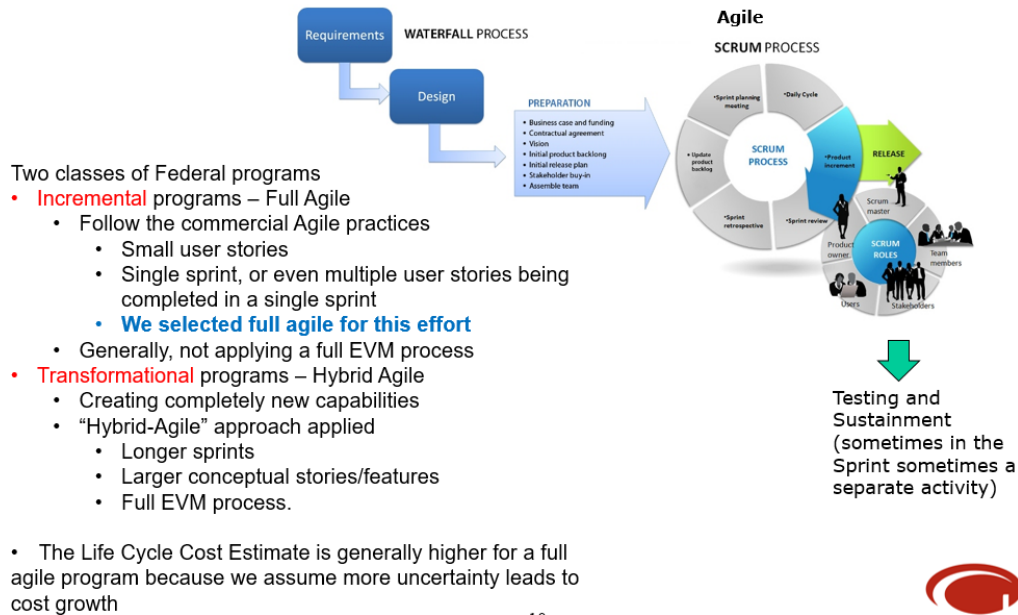 Requirements
WATERFALL PROCESS
Design
PREPARATION
• Business case and funding
• Contractual agreement
• Vision
• Initial product backlong
• Initial release plan
• Stakeholder buy-in
• Assemble team
Agile
SCRUM PROCESS
•Sprint planning
meeting
•Daily Cycle
• Update
product
backlog
SCRUM
PROCESS
•Product
increment
RELEASE
•Sprint
retrospective
•Sprint review
Scrum
master
Product
owner
SCRUM
ROLES
Team
members
Users
Stakeholders
Testing and
Sustainment
(sometimes in the
Sprint sometimes a
separate activity)
Two classes of Federal programs
• Incremental programs – Full Agile
• Follow the commercial Agile practices
• Small user stories
• Single sprint, or even multiple user stories being
completed in a single sprint
• We selected full agile for this effort
• Generally, not applying a full EVM process
• Transformational programs – Hybrid Agile
• Creating completely new capabilities
• “Hybrid-Agile” approach applied
• Longer sprints
• Larger conceptual stories/features
• Full EVM process.
• The Life Cycle Cost Estimate is generally higher for a full
agile program because we assume more uncertainty leads to
cost growth